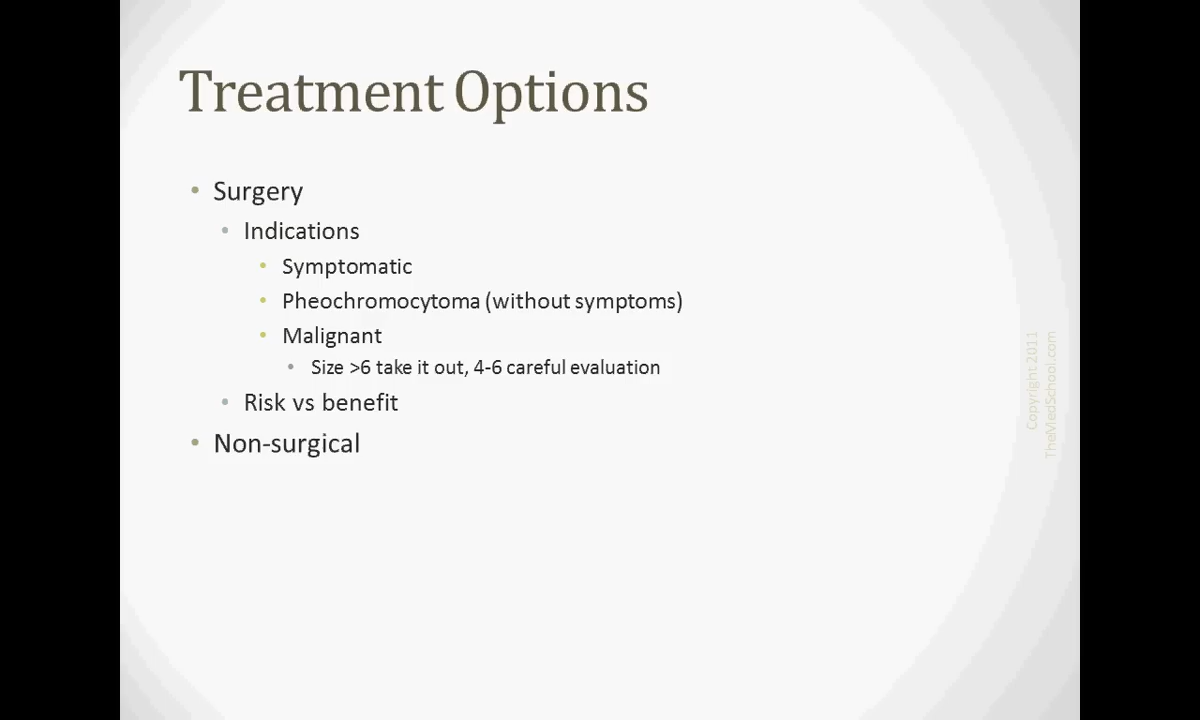 Treatment Options
• Surgery
• Indications
• Symptomatic
• Pheochromocytoma (without symptoms)
• Malignant
• Size >6 take it out, 4-6 careful evaluation
• Risk vs benefit
• Non-surgical
Copyright 2011
TheMedSchool.com